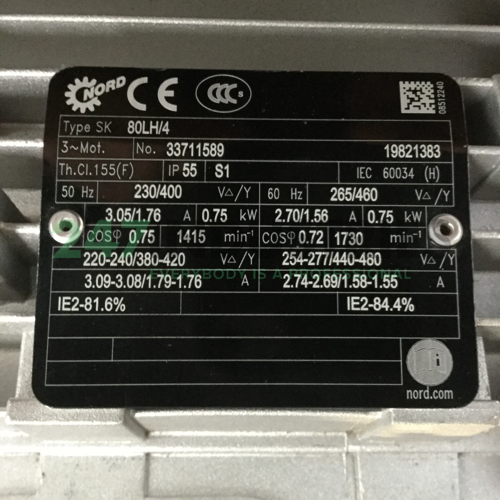 NORD CE CCC S
08512240
Type SK 80LH/4
3~Mot. No. 33711589 19821383
Th.Cl.155(F) IP 55 S1 IEC 60034 (H)
50 Hz 230/400 V△/Y 60 Hz 265/460 V△/Y
3.05/1.76 A 0.75 kW 2.70/1.56 A 0.75 kW
COSφ 0.75 1415 min⁻¹ COSφ 0.72 1730 min⁻¹
220-240/380-420 V△/Y 254-277/440-480 V△/Y
EVERYBODY IS A PROFESSIONAL
3.09-3.08/1.79-1.76 A 2.74-2.69/1.58-1.55 A
IE2-81.6% IE2-84.4%
i
nord.com